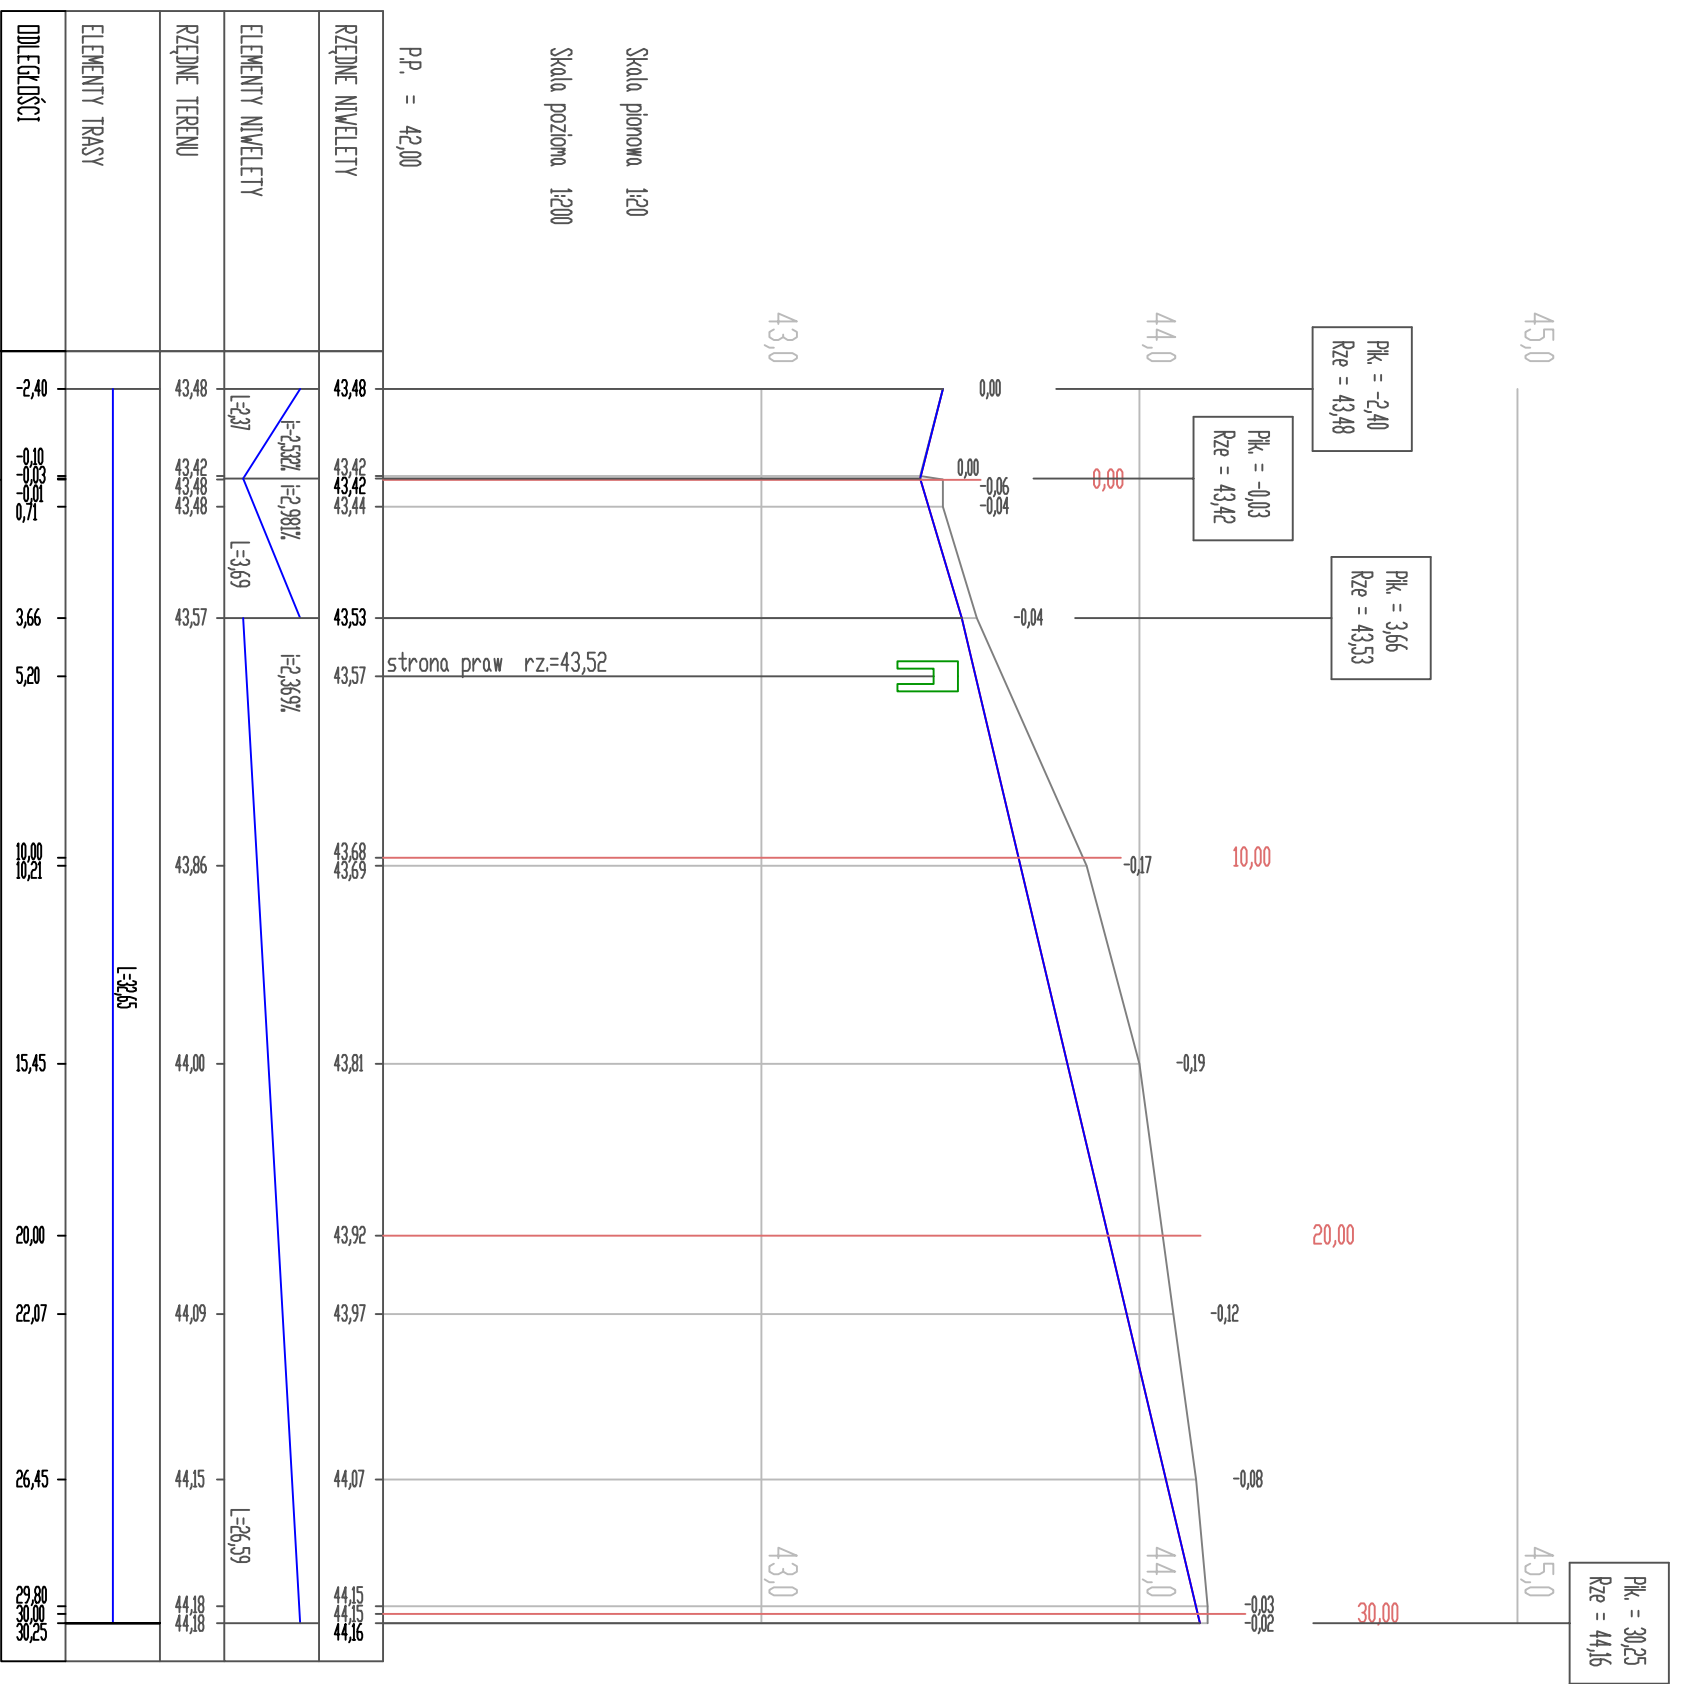 Pik. = -2,40
Rze = 43,48
Pik. = -0,03
Rze = 43,42
Pik. = 3,66
Rze = 43,53
Pik. = 30,25
Rze = 44,16
45,0
45,0
44,0
44,0
43,0
43,0
0,00
10,00
20,00
30,00
0,00
0,00
-0,06
-0,04
-0,04
-0,17
-0,19
-0,12
-0,08
-0,03
-0,02
Skala pionowa 1:20
Skala pozioma 1:200
strona praw rz.=43,52
P.P. = 42,00
RZĘDNE NIWELETY
43,48
43,42
43,42
43,44
43,53
43,57
43,68
43,69
43,81
43,92
43,97
44,07
44,15
44,15
44,16
ELEMENTY NIWELETY
i=-2,532%
L=2,37
i=2,981%
L=3,69
i=2,369%
L=26,59
RZĘDNE TERENU
43,48
43,42
43,48
43,48
43,57
43,86
44,00
44,09
44,15
44,18
44,18
ELEMENTY TRASY
L=32,65
ODLEGŁOŚCI
-2,40
-0,10
-0,03
-0,01
0,71
3,66
5,20
10,00
10,21
15,45
20,00
22,07
26,45
29,80
30,00
30,25